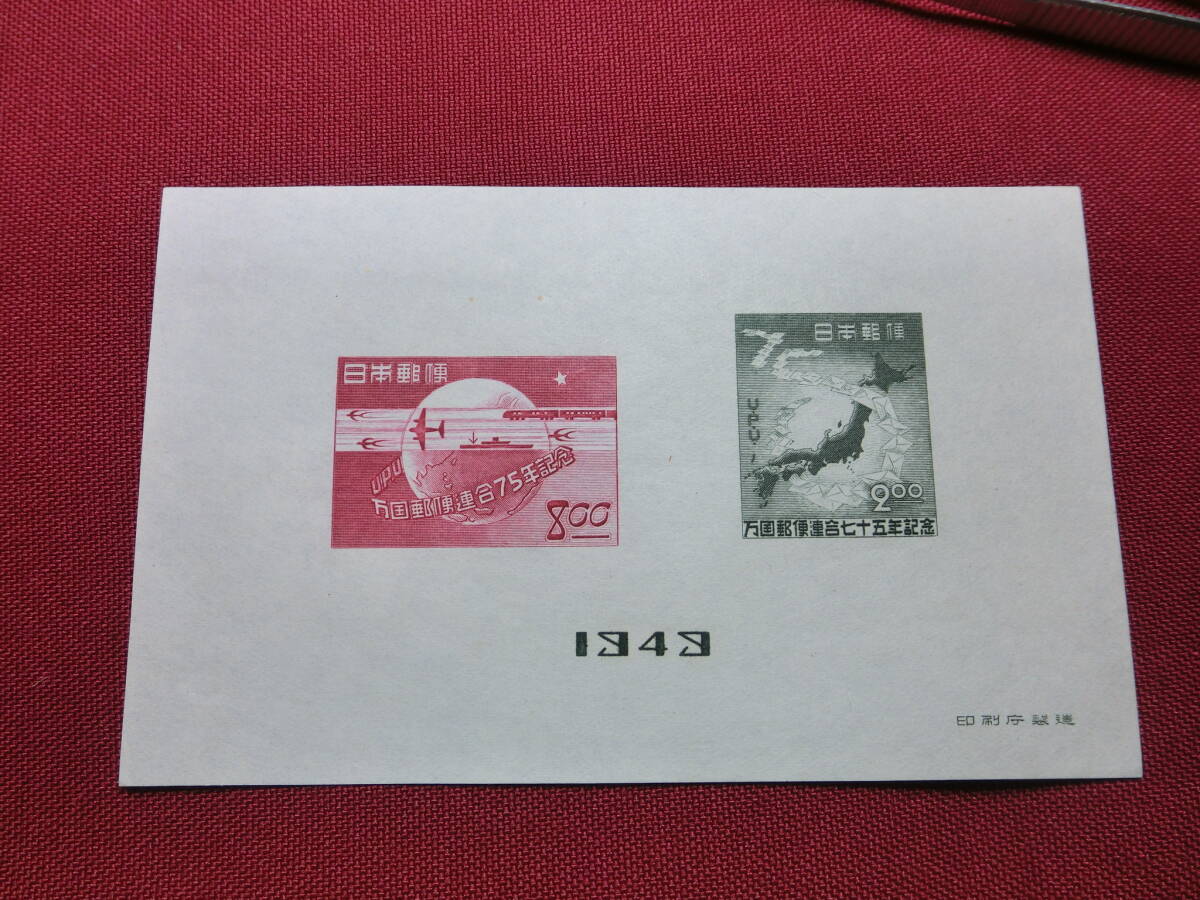 日本郵便
UPU
万国郵便連合75年記念
8.00
75
日本郵便
U・P・U・
2.00
万国郵便連合七十五年記念
1949
印刷庁製造